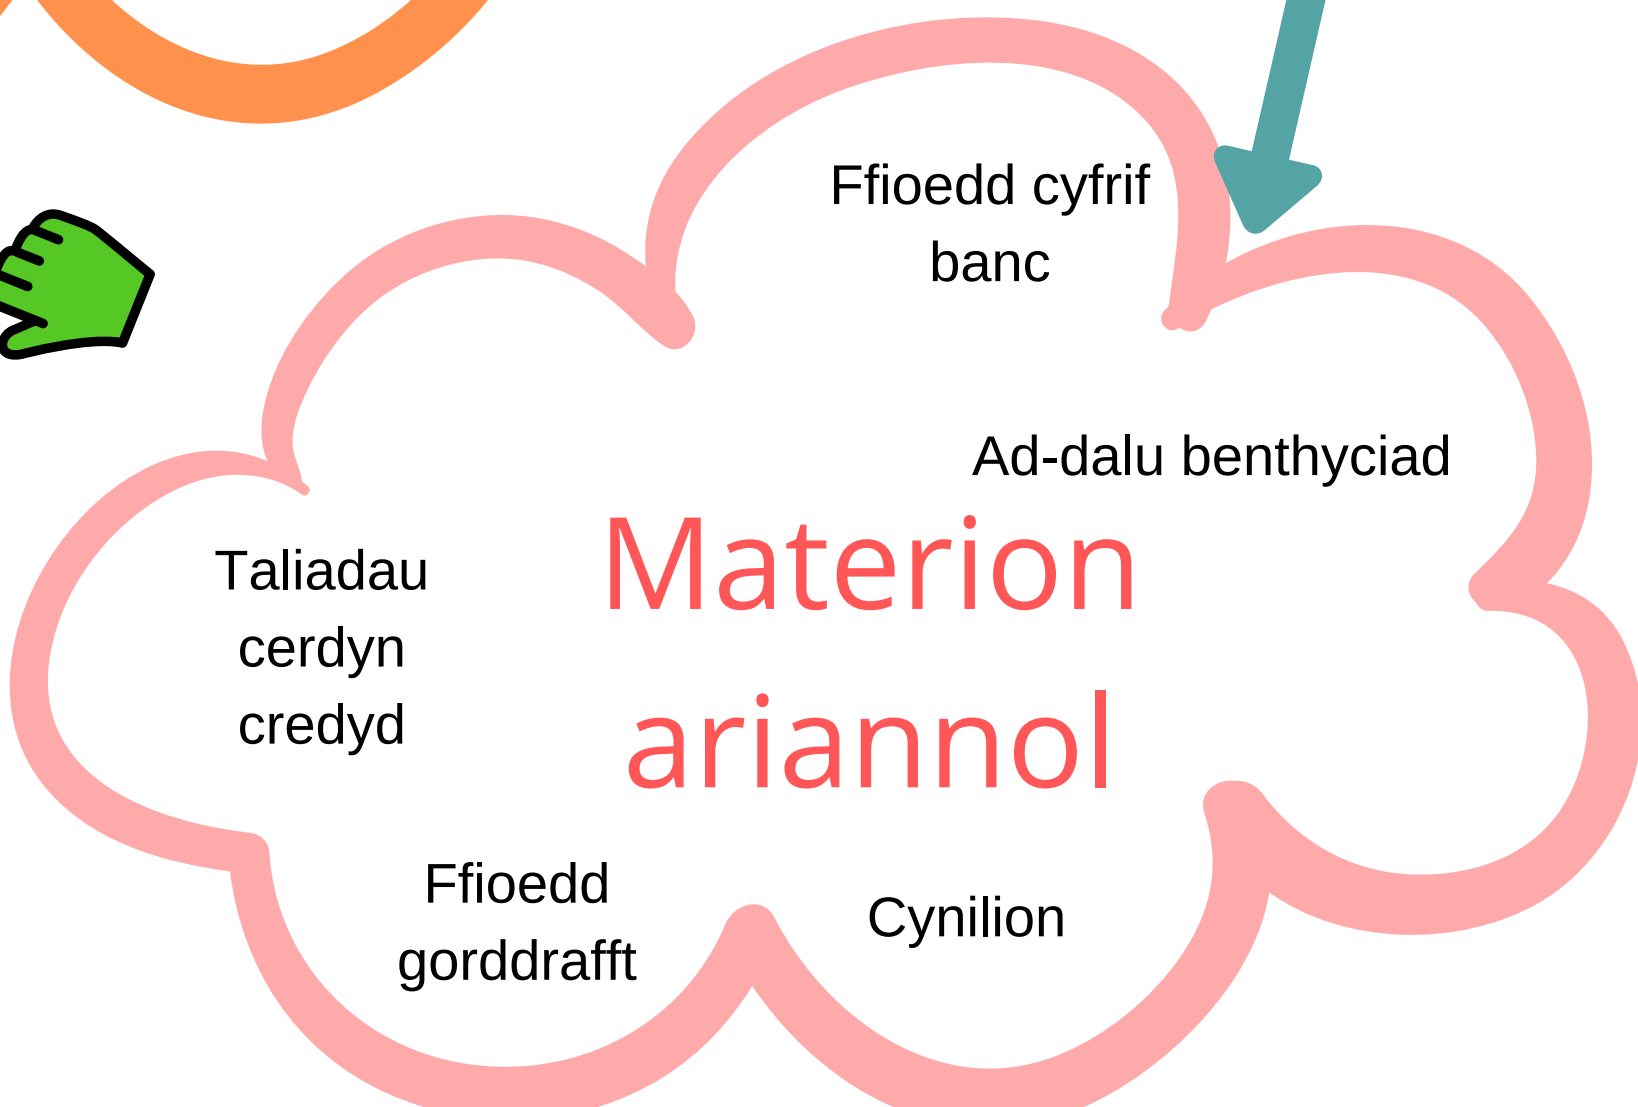 Ffioedd cyfrif
banc
Ad-dalu benthyciad
Materion
ariannol
Taliadau
cerdyn
credyd
Ffioedd
gorddrafft
Cynilion